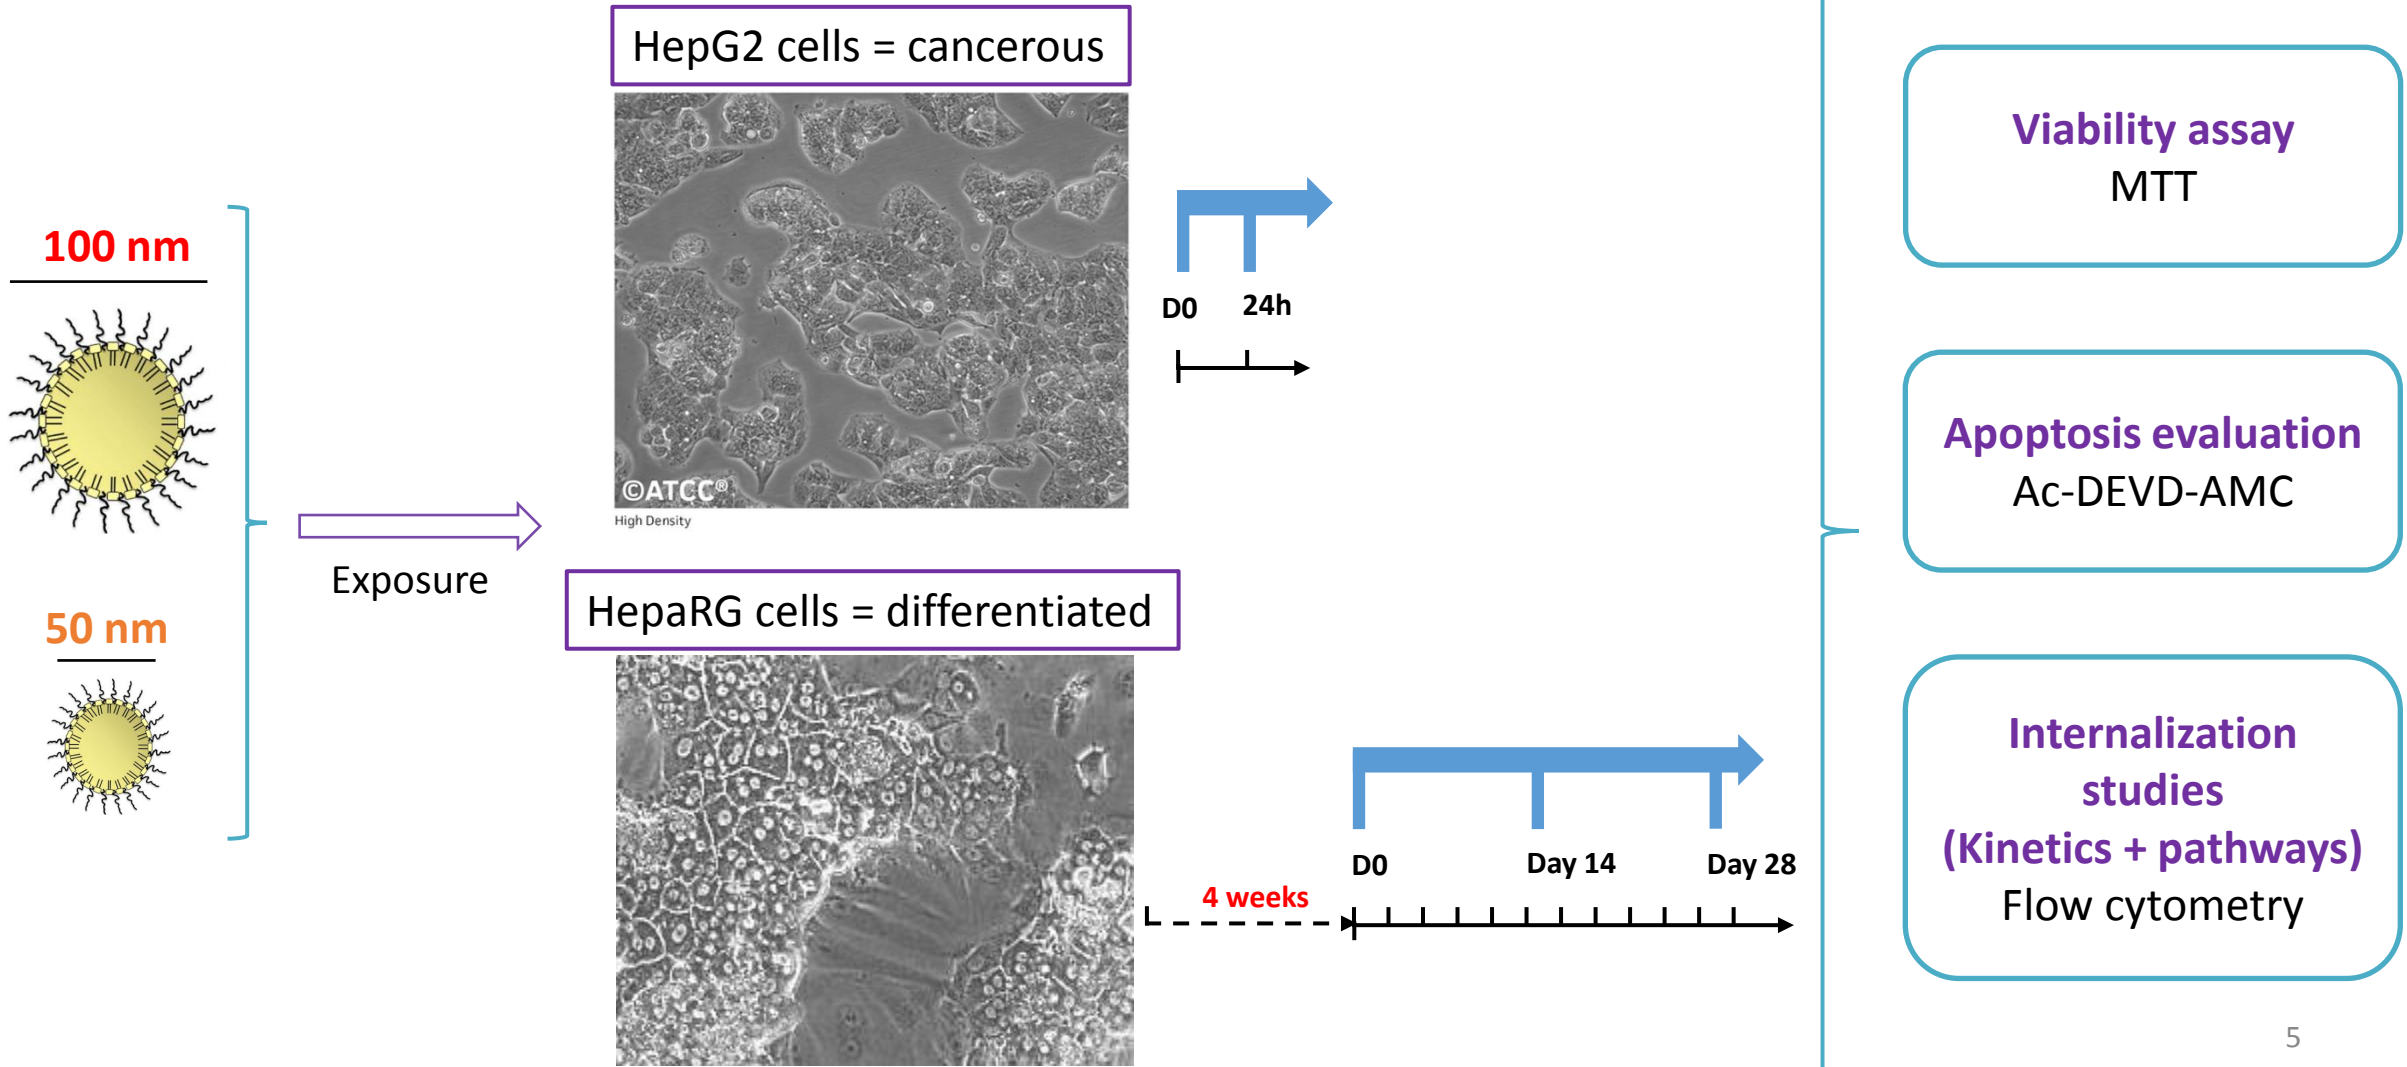 100 nm
50 nm
Exposure
HepG2 cells = cancerous
©ATCC®
High Density
D0 24h
HepaRG cells = differentiated
4 weeks
D0 Day 14 Day 28
Viability assay
MTT
Apoptosis evaluation
Ac-DEVD-AMC
Internalization
studies
(Kinetics + pathways)
Flow cytometry
5